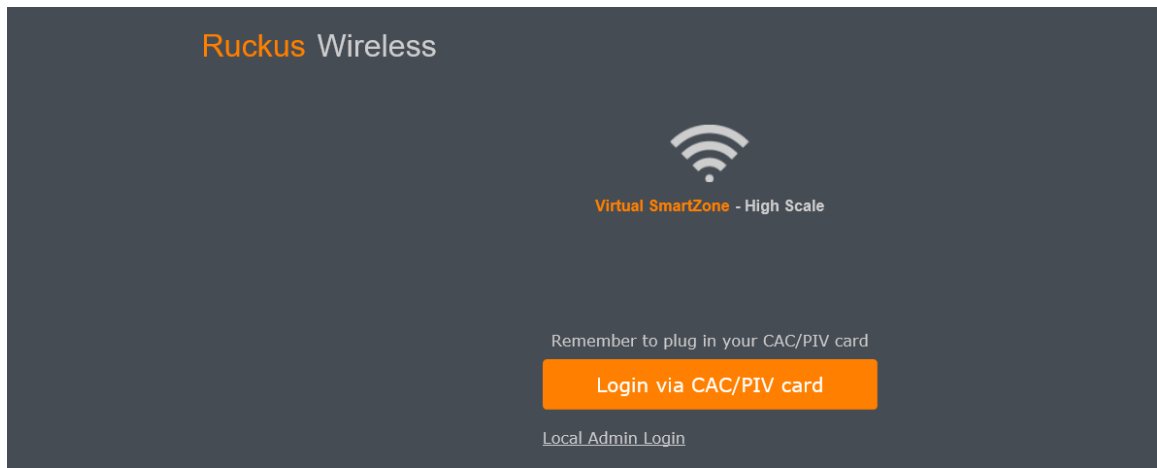 Ruckus Wireless
Virtual SmartZone - High Scale
Remember to plug in your CAC/PIV card
Login via CAC/PIV card
Local Admin Login